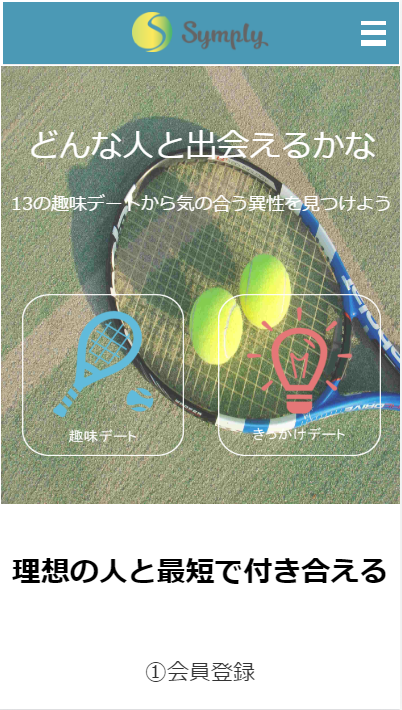 Symply
どんな人と出会えるかな
13の趣味デートから気の合う異性を見つけよう
趣味デート
きっかけデート
理想の人と最短で付き合える
①会員登録